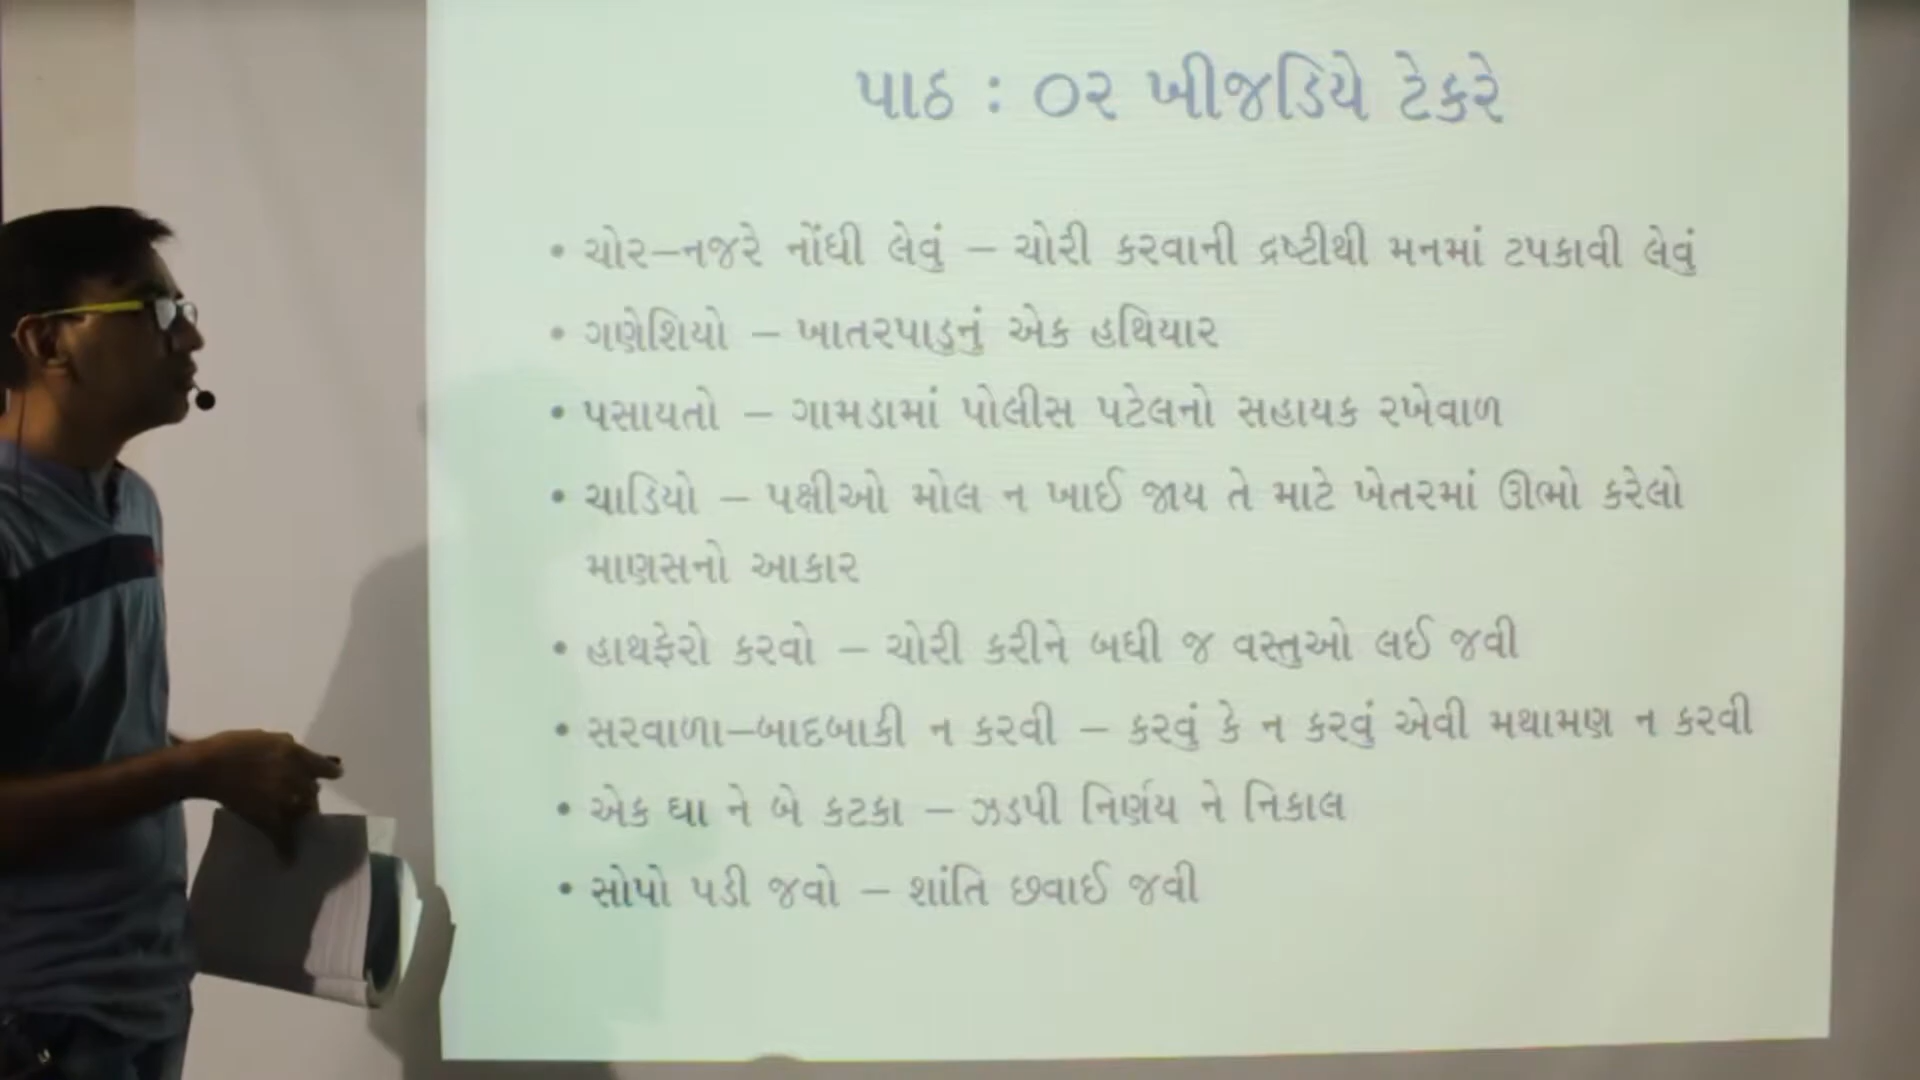 પાઠ : ૦૨ ખીજડિયે ટેકરે
• ચોર–નજરે નોંધી લેવું – ચોરી કરવાની દ્રષ્ટીથી મનમાં ટપકાવી લેવું
• ગણેશિયો – ખાતરપાડુનું એક હથિયાર
• પસાયતો – ગામડામાં પોલીસ પટેલનો સહાયક રખેવાળ
• ચાડિયો – પક્ષીઓ મોલ ન ખાઈ જાય તે માટે ખેતરમાં ઊભો કરેલો
માણસનો આકાર
• હાથફેરો કરવો – ચોરી કરીને બધી જ વસ્તુઓ લઈ જવી
• સરવાળા–બાદબાકી ન કરવી – કરવું કે ન કરવું એવી મથામણ ન કરવી
• એક ઘા ને બે કટકા – ઝડપી નિર્ણય ને નિકાલ
• સોપો પડી જવો – શાંતિ છવાઈ જવી